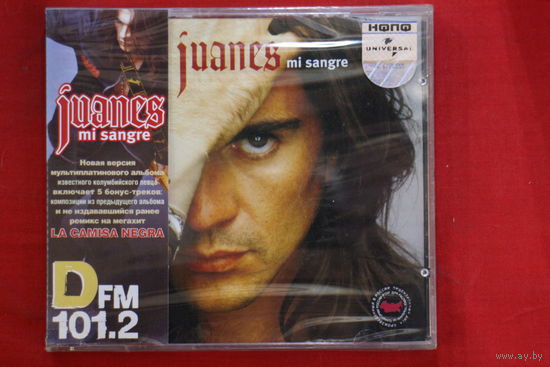 juanes
mi sangre
Новая версия
мультиплатинового альбома
известного колумбийского певца
включает 5 бонус-треков:
композиции из предыдущего альбома
и не издававшийся ранее
ремикс на мегахит
LA CAMISA NEGRA
DFM
101.2
juanes mi sangre
UNIVERSAL
www.ay.by